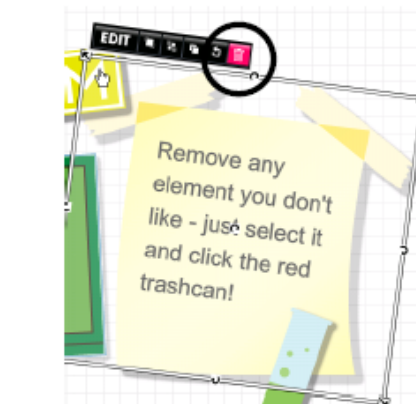 EDIT
M
Remove any
element you don't
like - just select it
and click the red
trashcan!